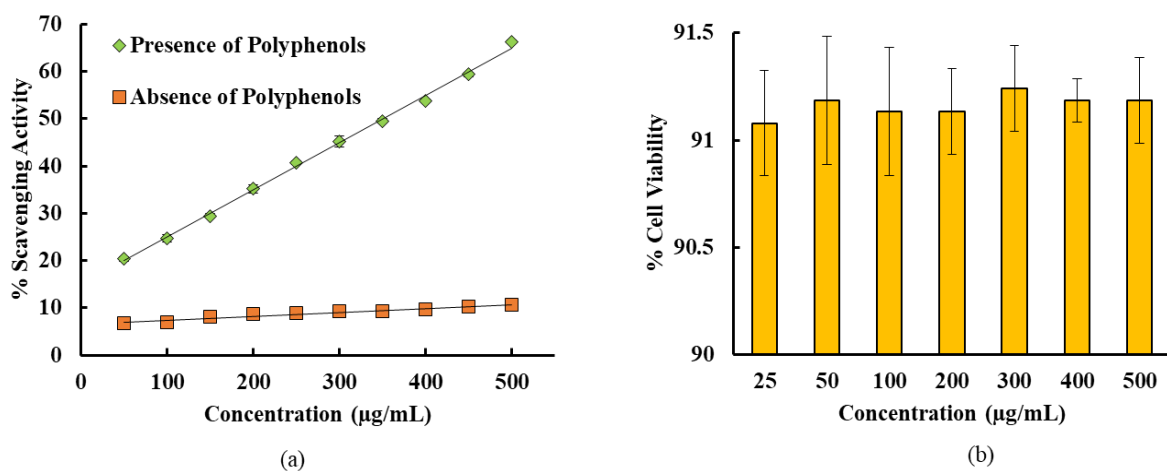 % Scavenging Activity
70
60
50
40
30
20
10
0
Presence of Polyphenols
Absence of Polyphenols
0 100 200 300 400 500
Concentration (µg/mL)
(a)
% Cell Viability
91.5
91
90.5
90
25 50 100 200 300 400 500
Concentration (µg/mL)
(b)